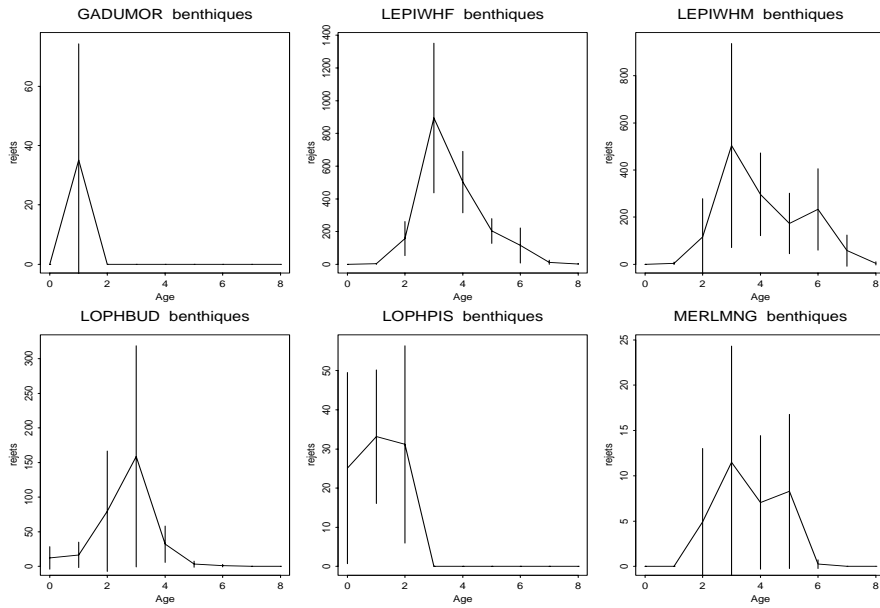 GADUMOR benthiques
rejets
0 20 40 60
0 2 4 6 8
Age
LEPIWHF benthiques
rejets
0 200 400 600 800 1000 1200 1400
0 2 4 6 8
Age
LEPIWHM benthiques
rejets
0 200 400 600 800
0 2 4 6 8
Age
LOPHBUD benthiques
rejets
0 50 100 150 200 250 300
0 2 4 6 8
Age
LOPHPIS benthiques
rejets
0 10 20 30 40 50
0 2 4 6 8
Age
MERLMNG benthiques
rejets
0 5 10 15 20 25
0 2 4 6 8
Age